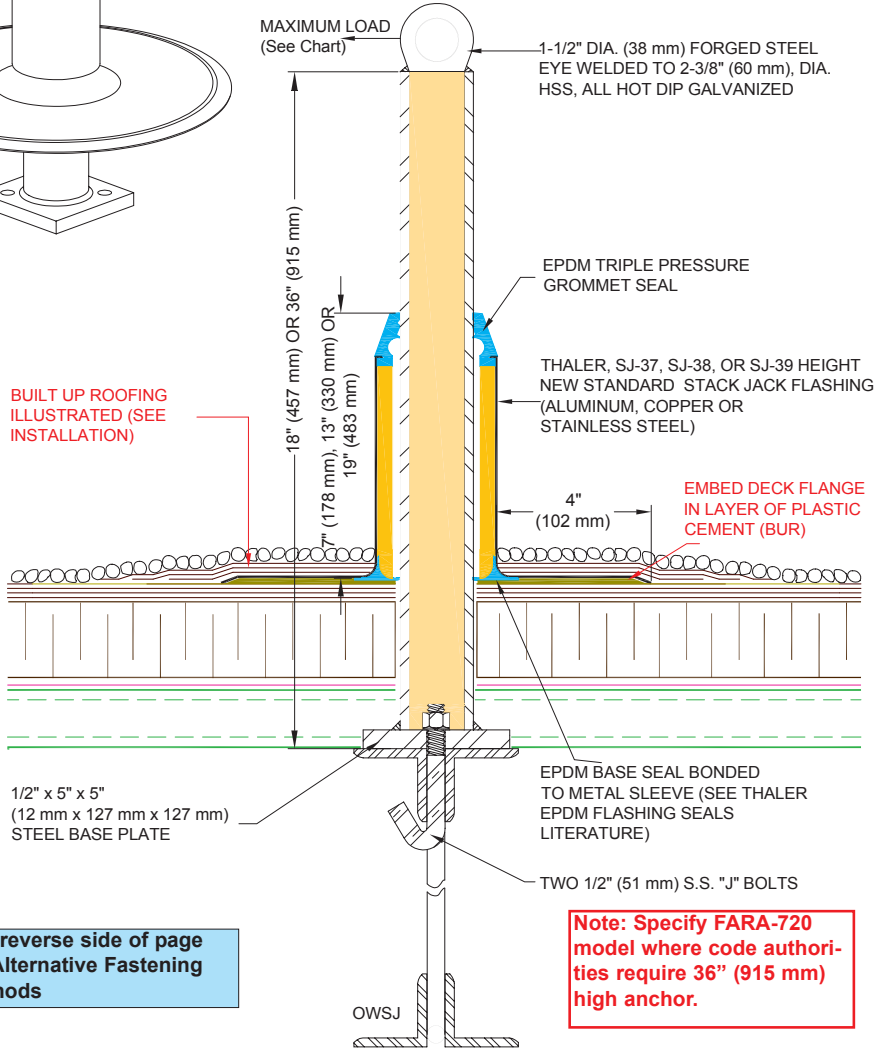 MAXIMUM LOAD
(See Chart)
1-1/2" DIA. (38 mm) FORGED STEEL
EYE WELDED TO 2-3/8" (60 mm), DIA.
HSS, ALL HOT DIP GALVANIZED
18" (457 mm) OR 36" (915 mm)
7" (178 mm), 13" (330 mm) OR
19" (483 mm)
EPDM TRIPLE PRESSURE
GROMMET SEAL
THALER, SJ-37, SJ-38, OR SJ-39 HEIGHT
NEW STANDARD STACK JACK FLASHING
(ALUMINUM, COPPER OR
STAINLESS STEEL)
BUILT UP ROOFING
ILLUSTRATED (SEE
INSTALLATION)
4"
(102 mm)
EMBED DECK FLANGE
IN LAYER OF PLASTIC
CEMENT (BUR)
1/2" x 5" x 5"
(12 mm x 127 mm x 127 mm)
STEEL BASE PLATE
EPDM BASE SEAL BONDED
TO METAL SLEEVE (SEE THALER
EPDM FLASHING SEALS
LITERATURE)
TWO 1/2" (51 mm) S.S. "J" BOLTS
reverse side of page
Alternative Fastening
hods
Note: Specify FARA-720
model where code authori-
ties require 36” (915 mm)
high anchor.
OWSJ